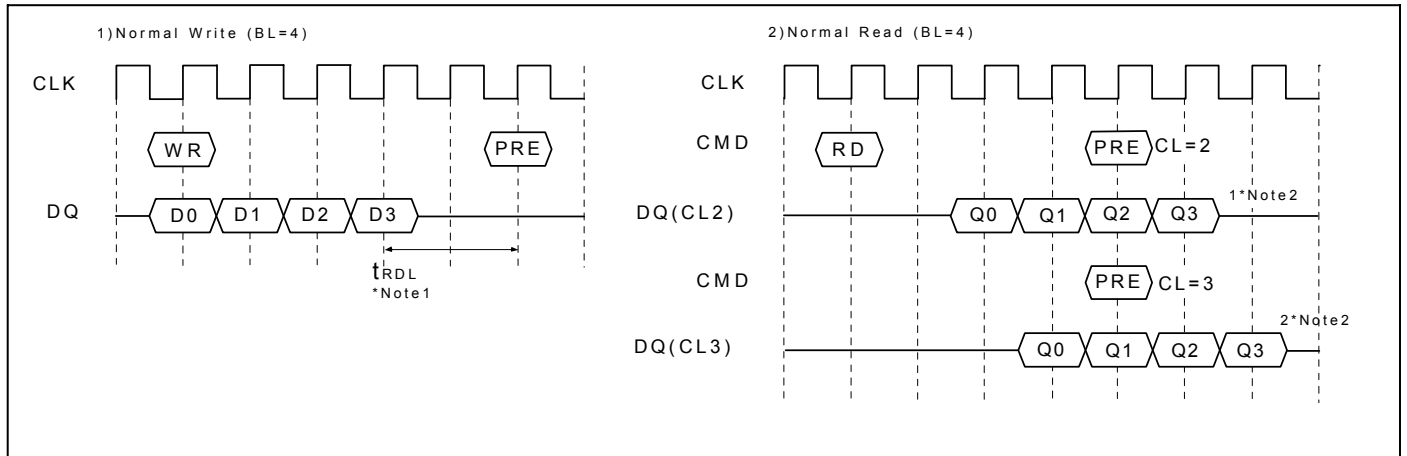 1)Normal Write (BL=4)
CLK
WR
PRE
DQ
D0 D1 D2 D3
tRDL
*Note1
2)Normal Read (BL=4)
CLK
CMD
RD
PRE CL=2
DQ(CL2)
Q0 Q1 Q2 Q3
1*Note2
CMD
PRE CL=3
DQ(CL3)
Q0 Q1 Q2 Q3
2*Note2